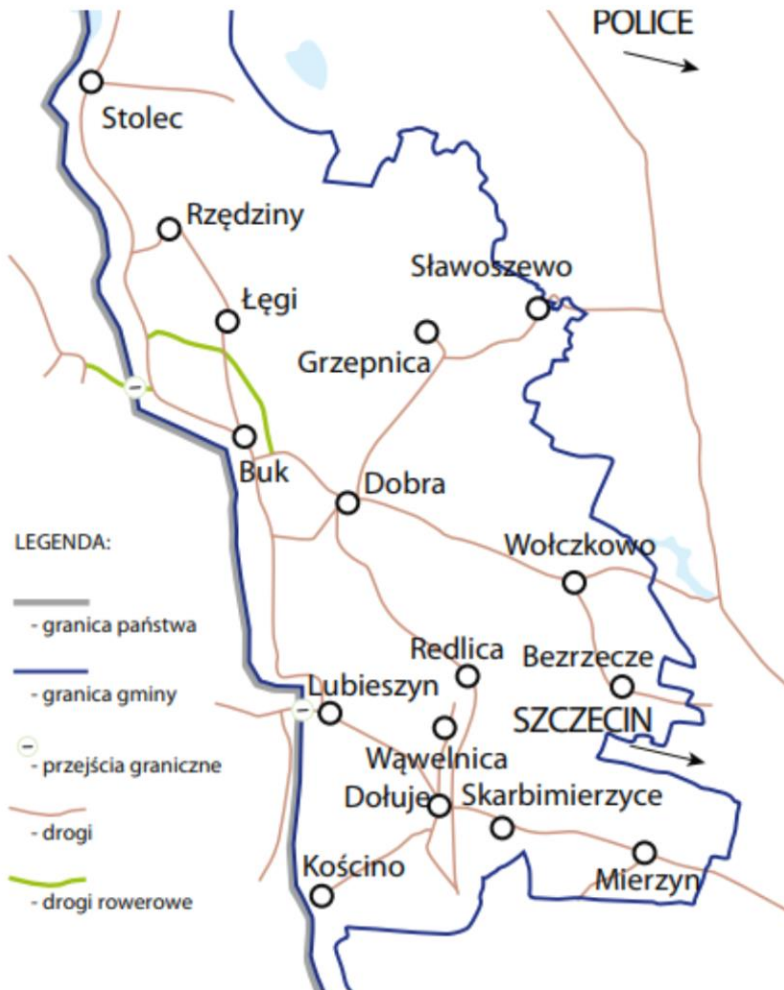 POLICE
Stolec
Rzędziny
Sławoszewo
Łęgi
Grzepnica
Buk
Dobra
LEGENDA:
Wołczkowo
- granica państwa
Redlica
Bezrzecze
- granica gminy
Lubieszyn
SZCZECIN
Wąwelnica
- przejścia graniczne
Dołuje
Skarbimierzyce
- drogi
Kościno
Mierzyn
- drogi rowerowe